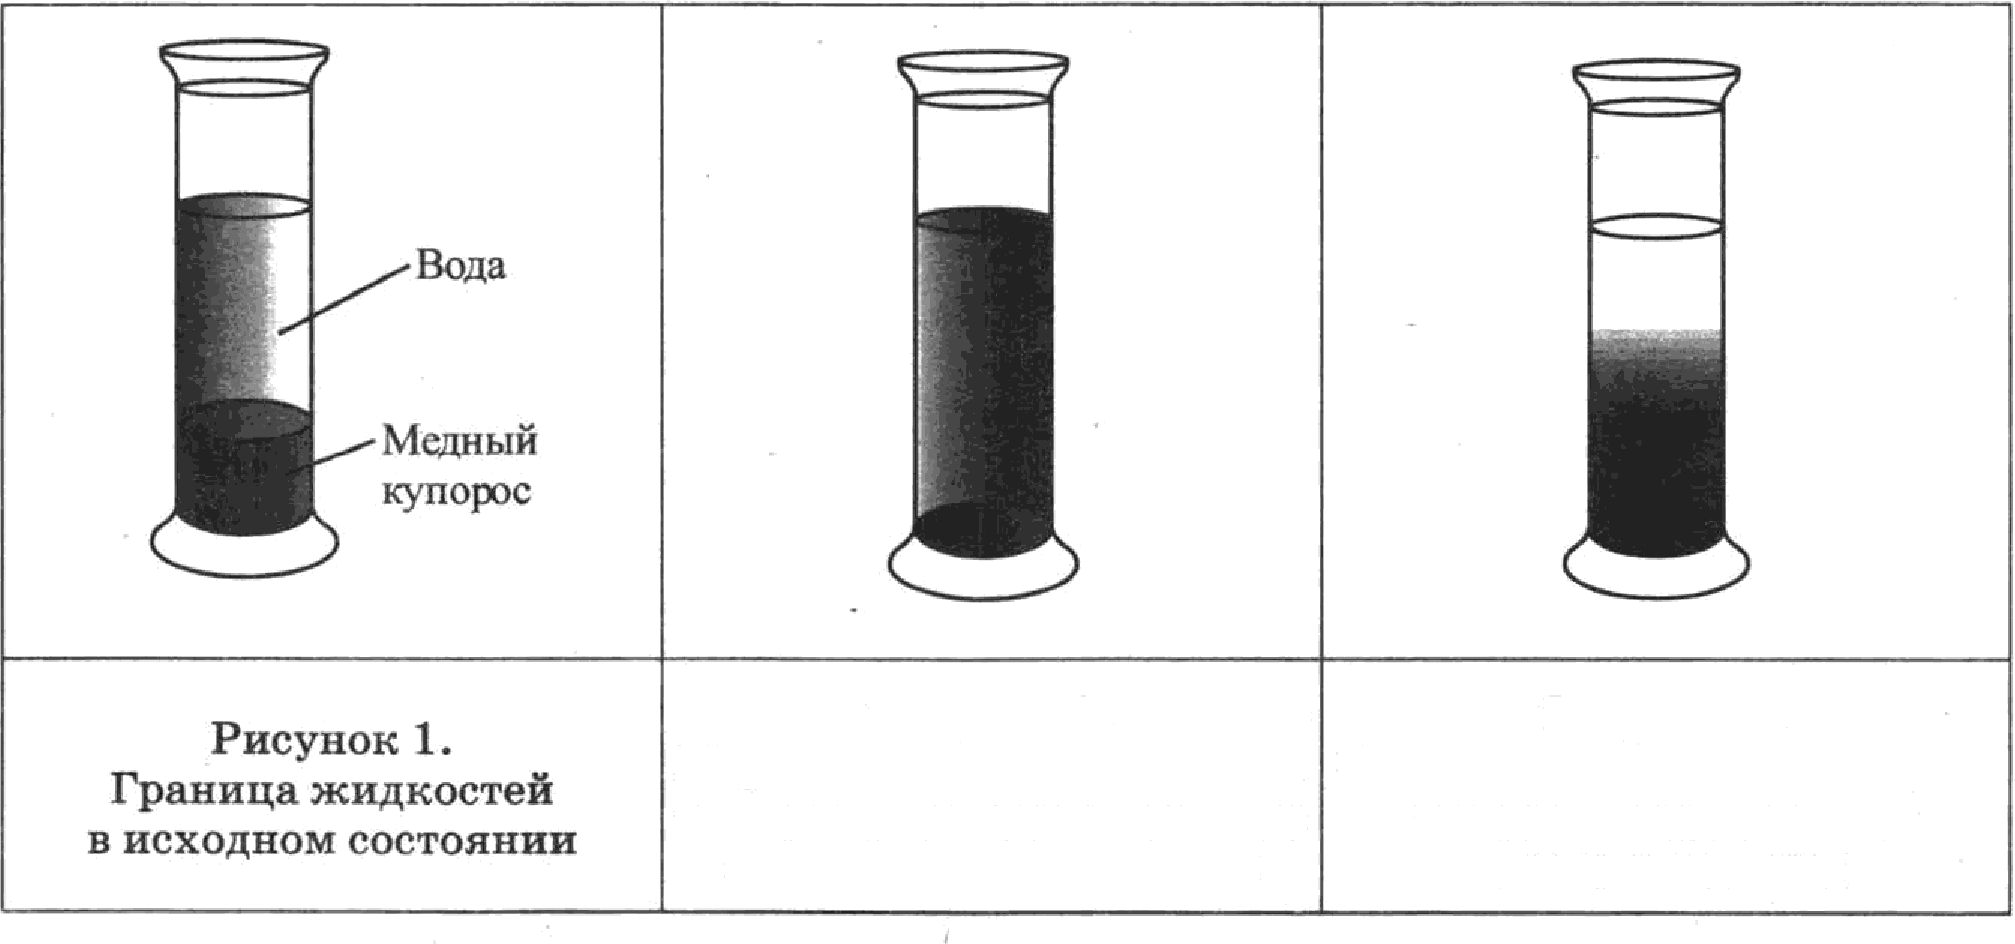 Вода
Медный
купорос
Рисунок 1.
Граница жидкостей
в исходном состоянии